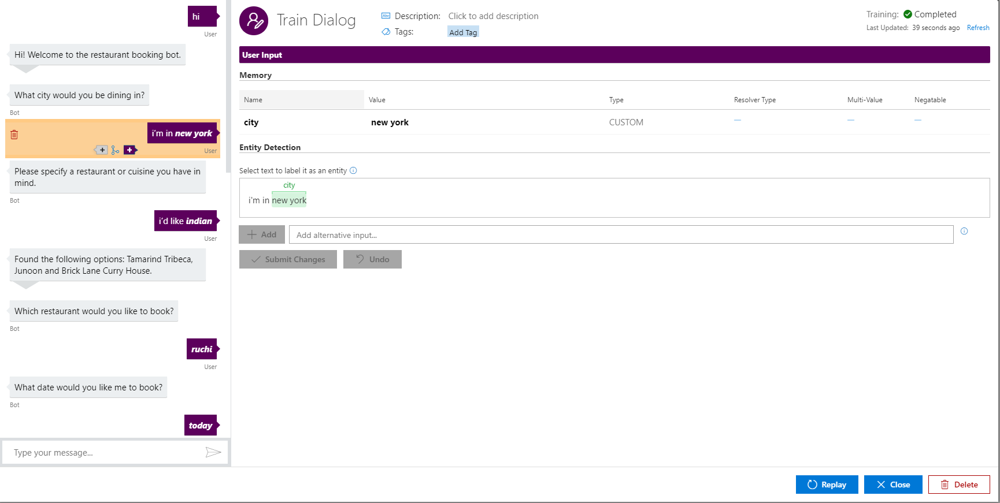 hi
User
Hi! Welcome to the restaurant booking bot.
What city would you be dining in?
Bot
i'm in new york
User
Please specify a restaurant or cuisine you have in
mind.
Bot
i'd like indian
User
Found the following options: Tamarind Tribeca,
Junoon and Brick Lane Curry House.
Which restaurant would you like to book?
Bot
ruchi
User
What date would you like me to book?
Bot
today
Type your message...
Train Dialog
Abc Description: Click to add description
Tags: Add Tag
Training: Completed
Last Updated: 39 seconds ago Refresh
User Input
Memory
Name Value Type Resolver Type Multi-Value Negatable
city new york CUSTOM
Entity Detection
Select text to label it as an entity
city
i'm in new york
Add Add alternative input...
Submit Changes Undo
Replay Close Delete